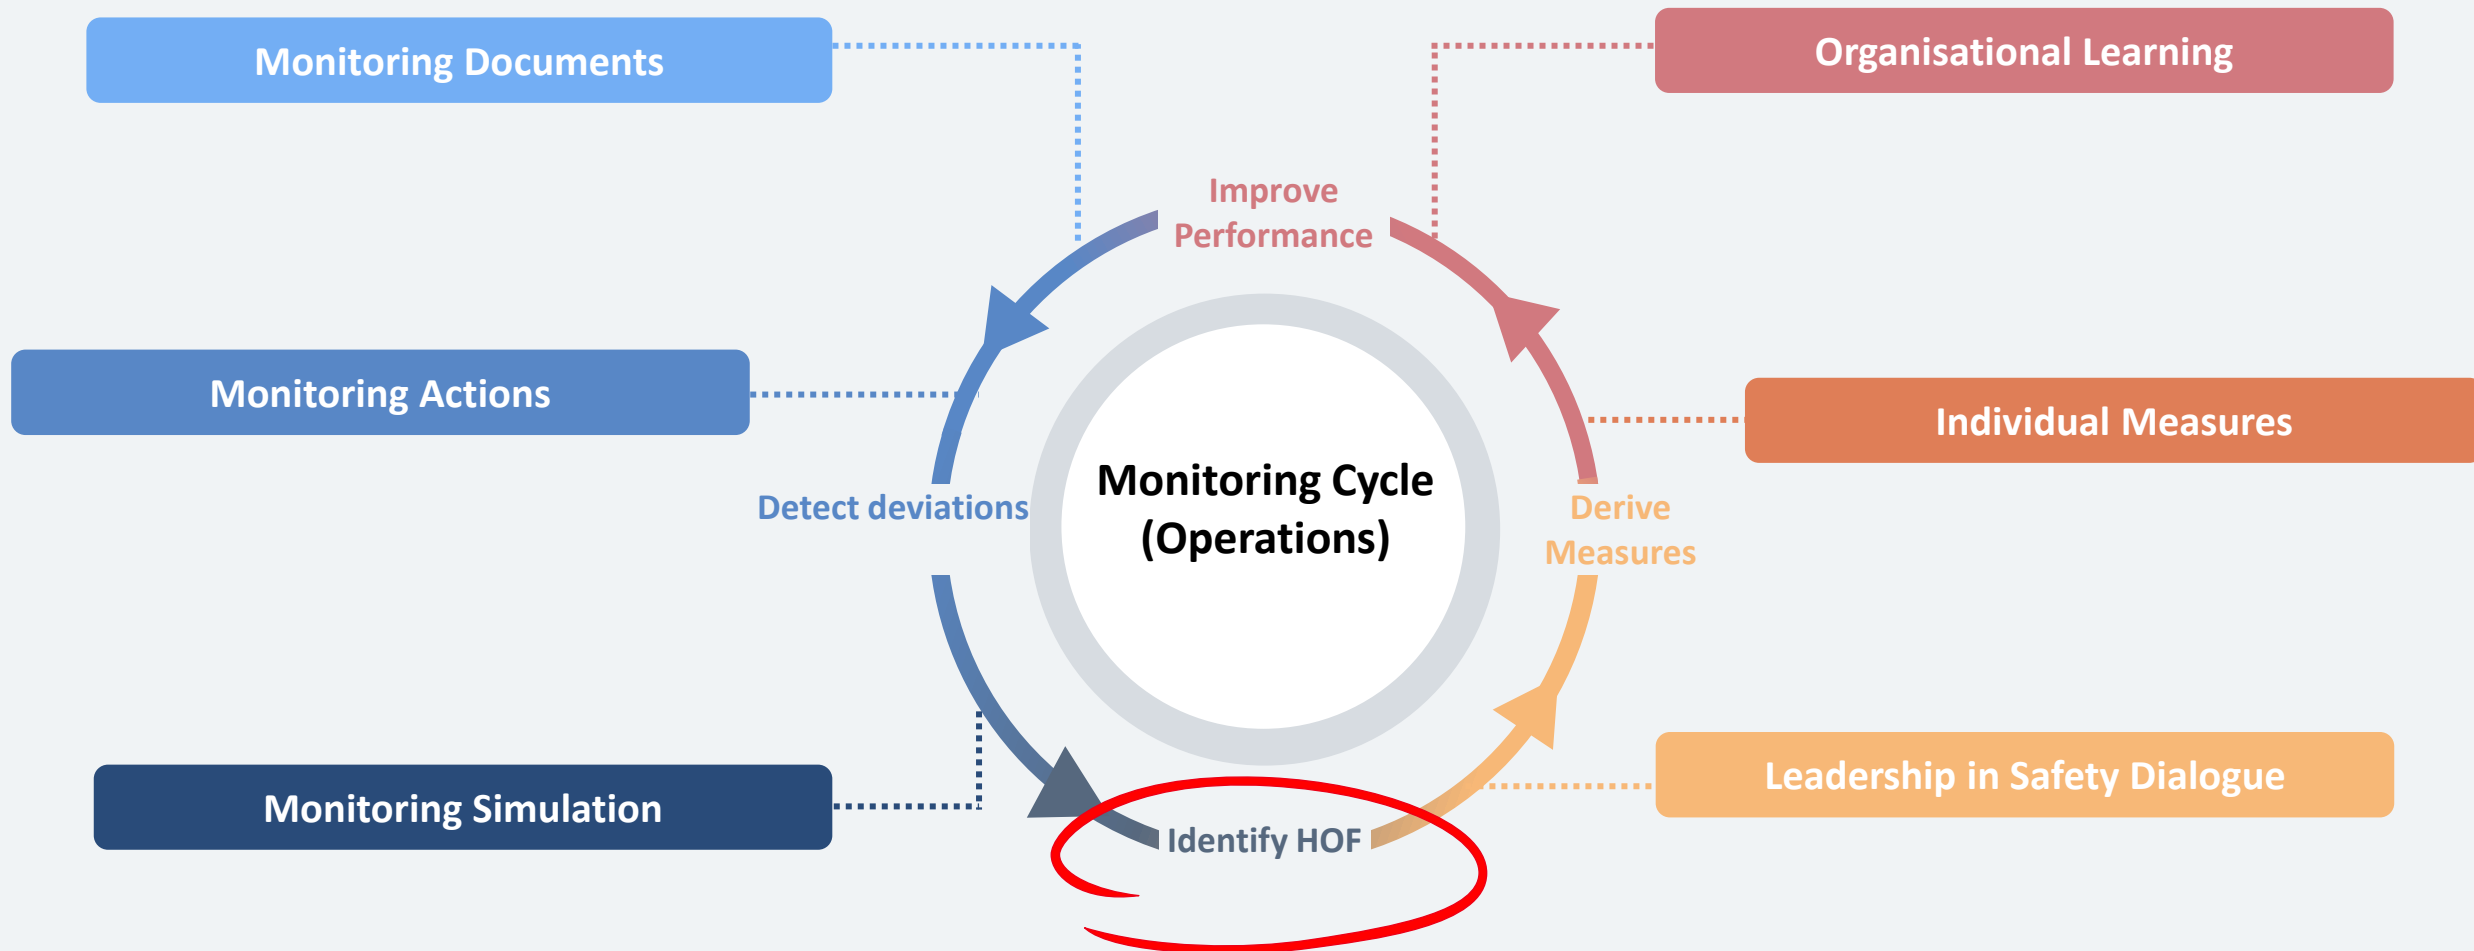 Monitoring Documents
Organisational Learning
Improve
Performance
Monitoring Actions
Individual Measures
Monitoring Cycle
(Operations)
Detect deviations
Derive
Measures
Monitoring Simulation
Leadership in Safety Dialogue
Identify HOF